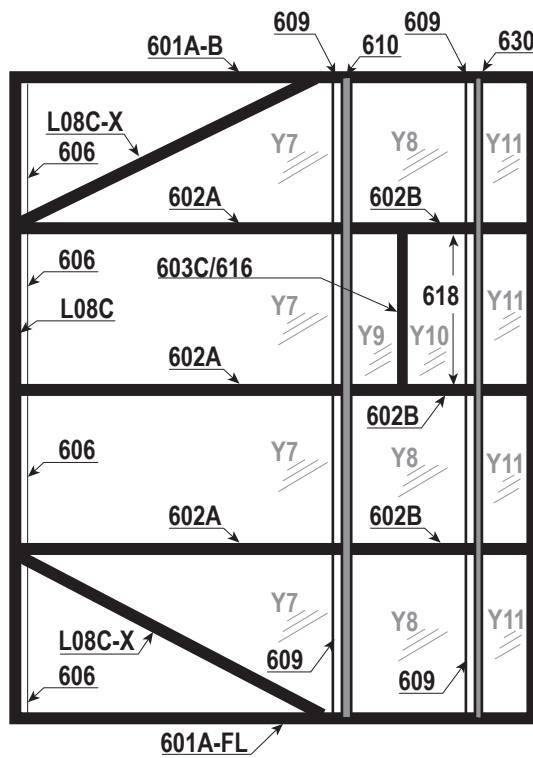 609 610 609 630
601A-B
L08C-X
606
Y7 Y8 Y11
602A 602B
606
603C/616
618
L08C
Y7 Y11
Y9 Y10
602A
602B
606
Y7 Y8 Y11
602A 602B
Y7 Y8 Y11
L08C-X
609
606
609
601A-FL